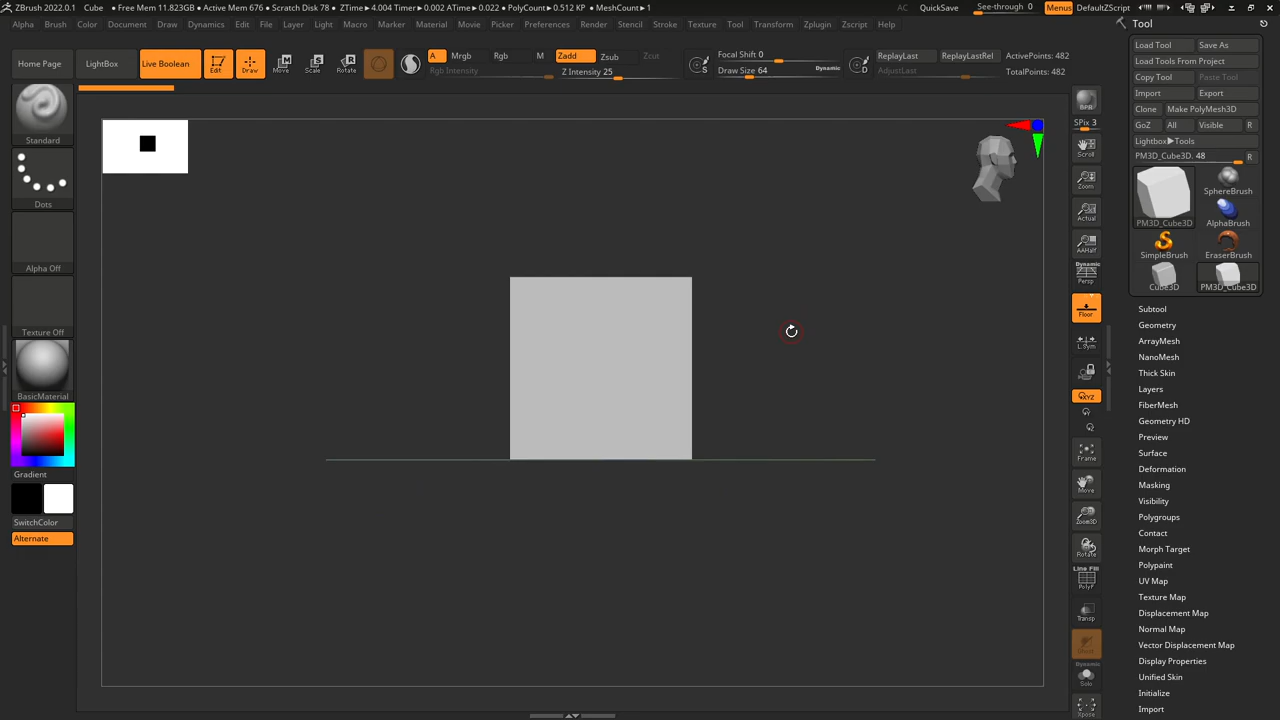 ZBrush 2022.0.1 Cube • Free Mem 11.823GB • Active Mem 676 • Scratch Disk 78 • ZTime▶4.004 Timer▶0.002 ATime▶0.022 • PolyCount▶0.512 KP • MeshCount▶1 AC QuickSave See-through 0 Menus DefaultZScript
Alpha Brush Color Document Draw Dynamics Edit File Layer Light Macro Marker Material Movie Picker Preferences Render Stencil Stroke Texture Tool Transform Zplugin Zscript Help
Home Page
LightBox
Live Boolean
Edit
Draw
Move
Scale
Rotate
A Mrgb Rgb M Zadd Zsub Zcut
Rgb Intensity Z Intensity 25
S
Focal Shift 0
Draw Size 64 Dynamic
D
ReplayLast ReplayLastRel ActivePoints: 482
AdjustLast TotalPoints: 482
Standard
Dots
Alpha Off
Texture Off
BasicMaterial
Gradient
SwitchColor
Alternate
BPR
SPix 3
Scroll
Zoom
Actual
AAHalf
Dynamic
Persp
Floor
L.Sym
XYZ
Frame
Move
Zoom3D
Rotate
Line Fill
PolyF
Transp
Ghost
Dynamic
Solo
Xpose
Tool
Load Tool Save As
Load Tools From Project
Copy Tool Paste Tool
Import Export
Clone Make PolyMesh3D
GoZ All Visible R
Lightbox▶Tools
PM3D_Cube3D. 48 R
PM3D_Cube3D SphereBrush
AlphaBrush
SimpleBrush EraserBrush
Cube3D PM3D_Cube3D
Subtool
Geometry
ArrayMesh
NanoMesh
Thick Skin
Layers
FiberMesh
Geometry HD
Preview
Surface
Deformation
Masking
Visibility
Polygroups
Contact
Morph Target
Polypaint
UV Map
Texture Map
Displacement Map
Normal Map
Vector Displacement Map
Display Properties
Unified Skin
Initialize
Import